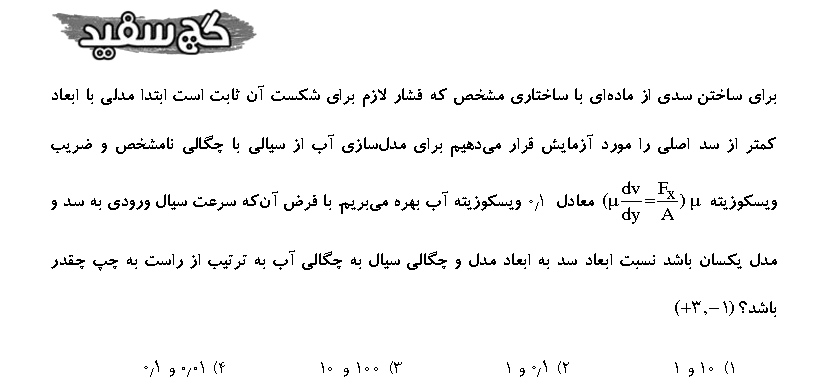 گچ سفید
برای ساختن سدی از ماده‌ای با ساختاری مشخص که فشار لازم برای شکست آن ثابت است ابتدا مدلی با ابعاد
کمتر از سد اصلی را مورد آزمایش قرار می‌دهیم برای مدل‌سازی آب از سیالی با چگالی نامشخص و ضریب
ویسکوزیته μ (μ dv/dy = Fx/A) معادل ۰٫۱ ویسکوزیته آب بهره می‌بریم. با فرض آن‌که سرعت سیال ورودی به سد و
مدل یکسان باشد نسبت ابعاد سد به ابعاد مدل و چگالی سیال به چگالی آب به ترتیب از راست به چپ چقدر
باشد؟ (+۳,−۱)
۱) ۱۰ و ۱ ۲) ۰٫۱ و ۱ ۳) ۱۰۰ و ۱۰ ۴) ۰٫۰۱ و ۰٫۱